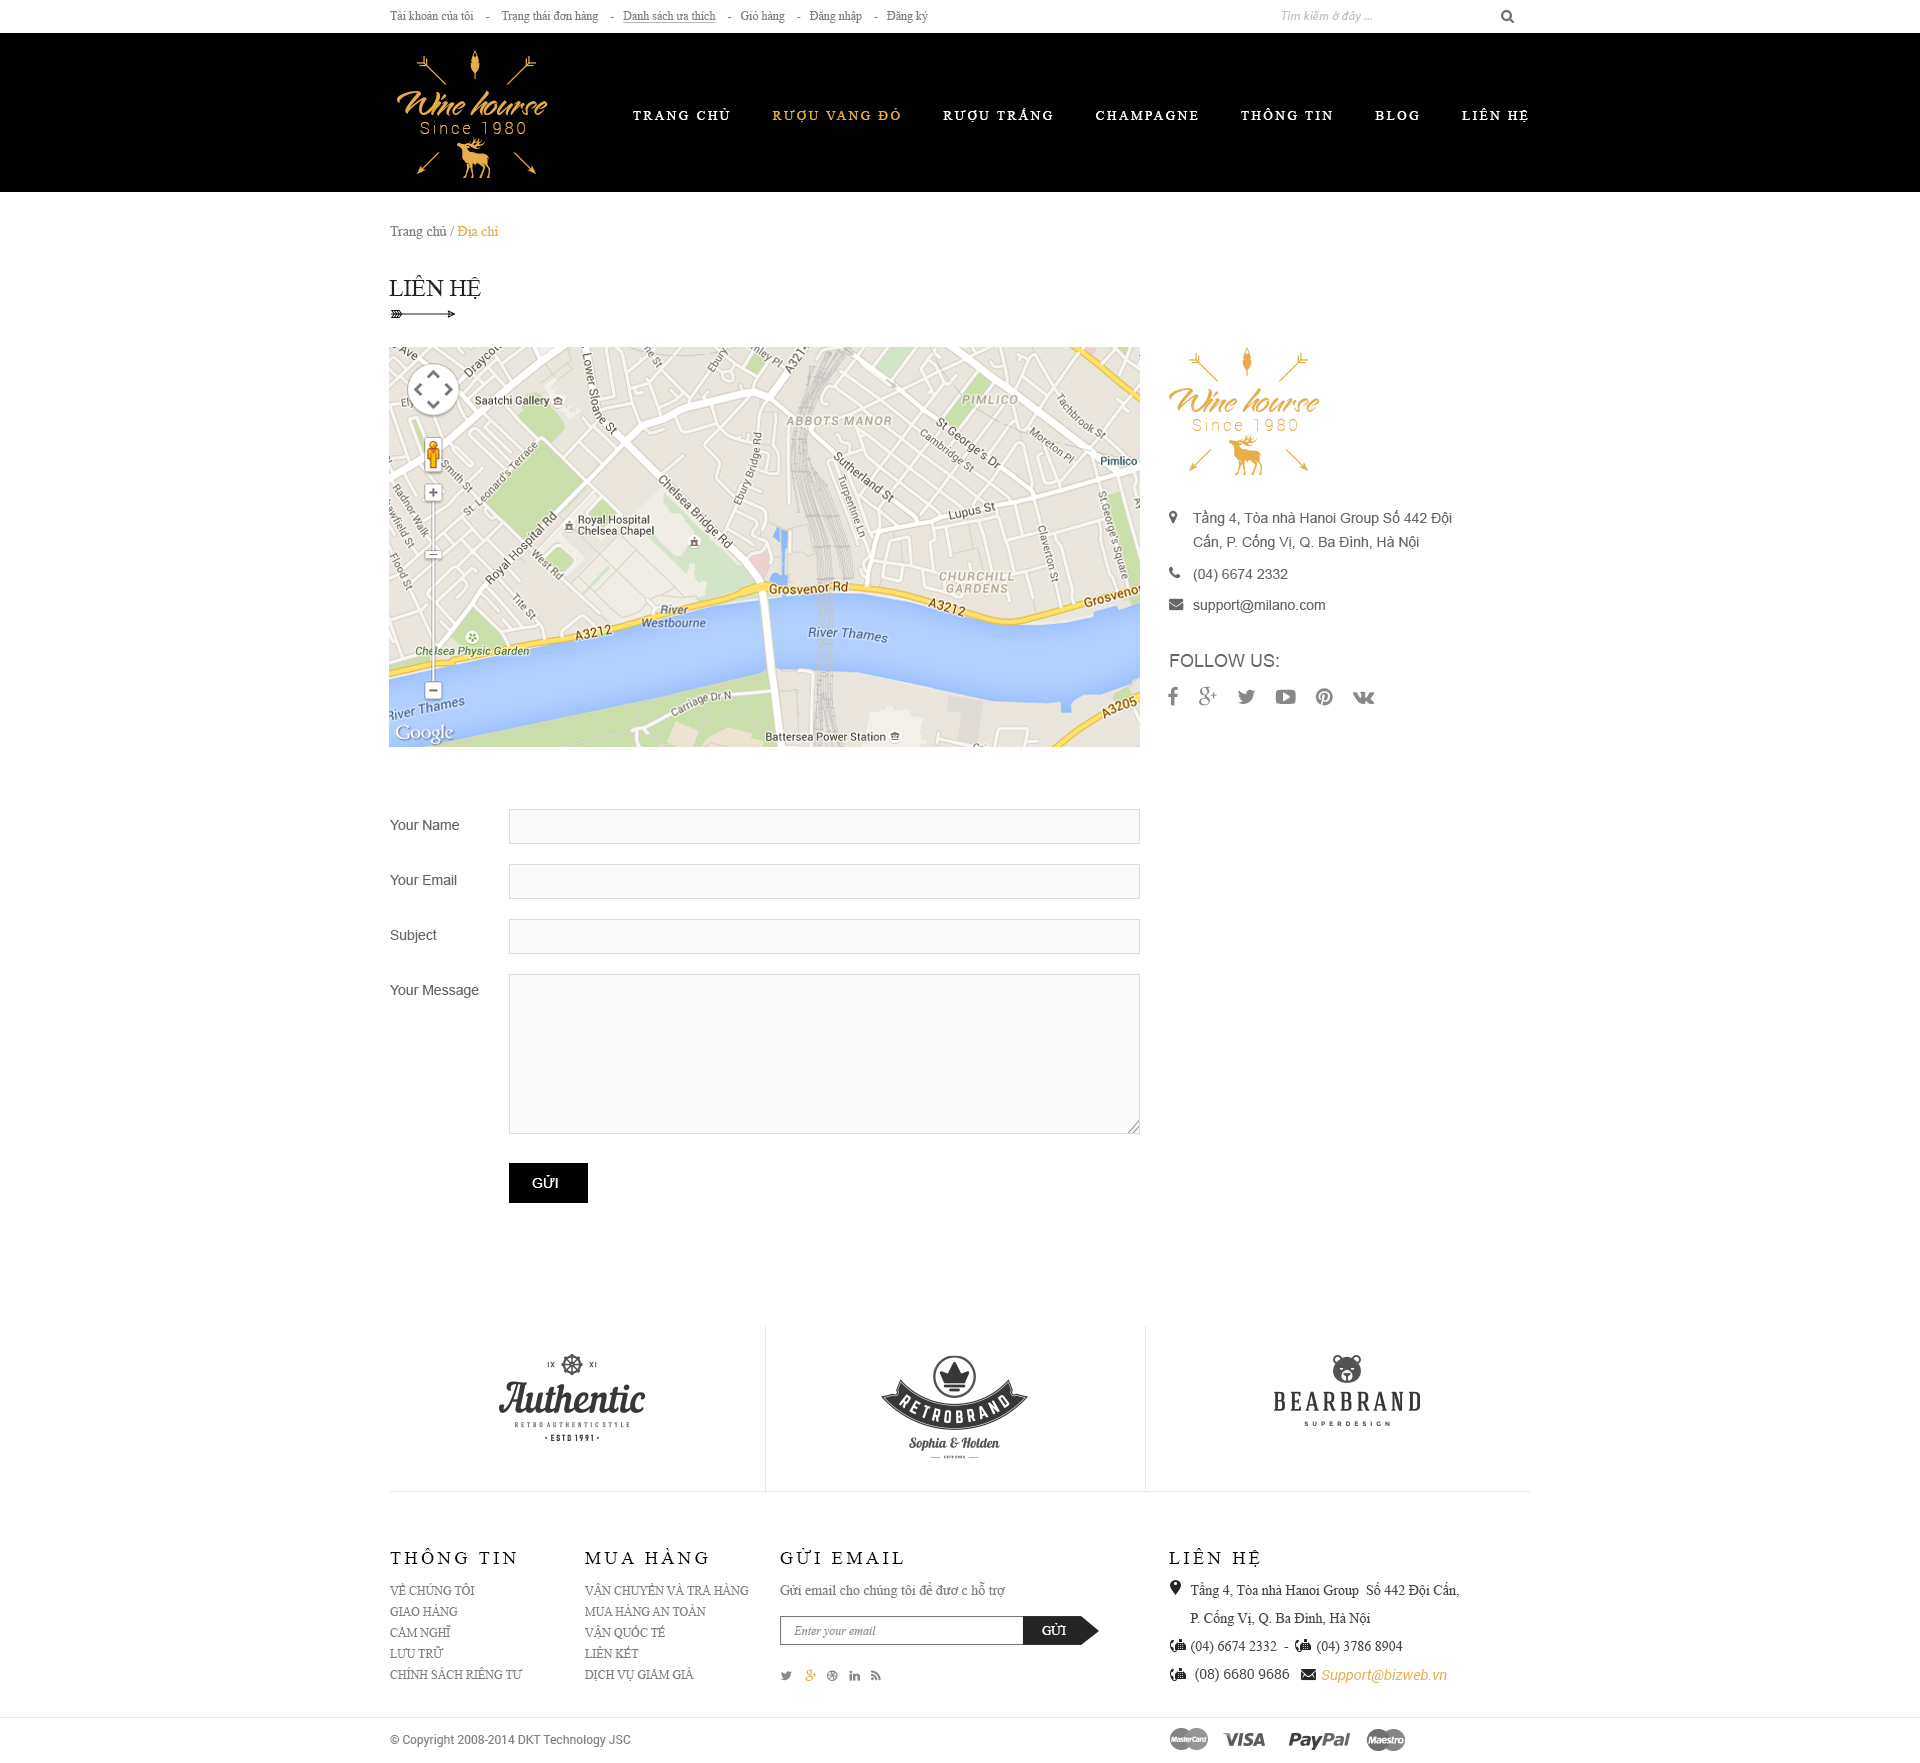 Tài khoản của tôi - Trạng thái đơn hàng - Danh sách ưa thích - Giỏ hàng - Đăng nhập - Đăng ký
Tìm kiếm ở đây ...
Wine hourse
Since 1980
TRANG CHỦ RƯỢU VANG ĐỎ RƯỢU TRẮNG CHAMPAGNE THÔNG TIN BLOG LIÊN HỆ
Trang chủ / Địa chỉ
LIÊN HỆ
Draycott
Saatchi Gallery
Lower Sloane St
Ebury
A3214
ABBOTS MANOR
PIMLICO
Tachbrook St
Moreton Pl
St George's Dr
Cambridge St
Pimlico
Smith St
St. Leonard's Terrace
Radnor Walk
Flood St
Royal Hospital Rd
Royal Hospital
Chelsea Chapel
West Rd
Tite St
Chelsea Bridge Rd
Ebury Bridge Rd
Sutherland St
Turpentine Ln
Lupus St
Claverton St
St.George's Square
CHURCHILL
GARDENS
Grosvenor Rd
A3212
Grosvenor
River
Westbourne
A3212
River Thames
Chelsea Physic Garden
River Thames
Carriage Dr N
Battersea Power Station
A3205
Google
Wine hourse
Since 1980
Tầng 4, Tòa nhà Hanoi Group Số 442 Đội
Cấn, P. Cống Vị, Q. Ba Đình, Hà Nội
(04) 6674 2332
support@milano.com
FOLLOW US:
Your Name
Your Email
Subject
Your Message
GỬI
IX XI
Authentic
RETROAUTHENTICSTYLE
• ESTD 1991 •
RETROBRAND
Sophia & Holden
BEARBRAND
SUPERDESIGN
THÔNG TIN
VỀ CHÚNG TÔI
GIAO HÀNG
CẢM NGHĨ
LƯU TRỮ
CHÍNH SÁCH RIÊNG TƯ
MUA HÀNG
VẬN CHUYỂN VÀ TRẢ HÀNG
MUA HÀNG AN TOÀN
VẬN QUỐC TẾ
LIÊN KẾT
DỊCH VỤ GIẢM GIÁ
GỬI EMAIL
Gửi email cho chúng tôi để đươ c hỗ trợ
Enter your email
GỬI
LIÊN HỆ
Tầng 4, Tòa nhà Hanoi Group Số 442 Đội Cấn,
P. Cống Vị, Q. Ba Đình, Hà Nội
(04) 6674 2332 - (04) 3786 8904
(08) 6680 9686 Support@bizweb.vn
© Copyright 2008-2014 DKT Technology JSC
MasterCard VISA PayPal Maestro